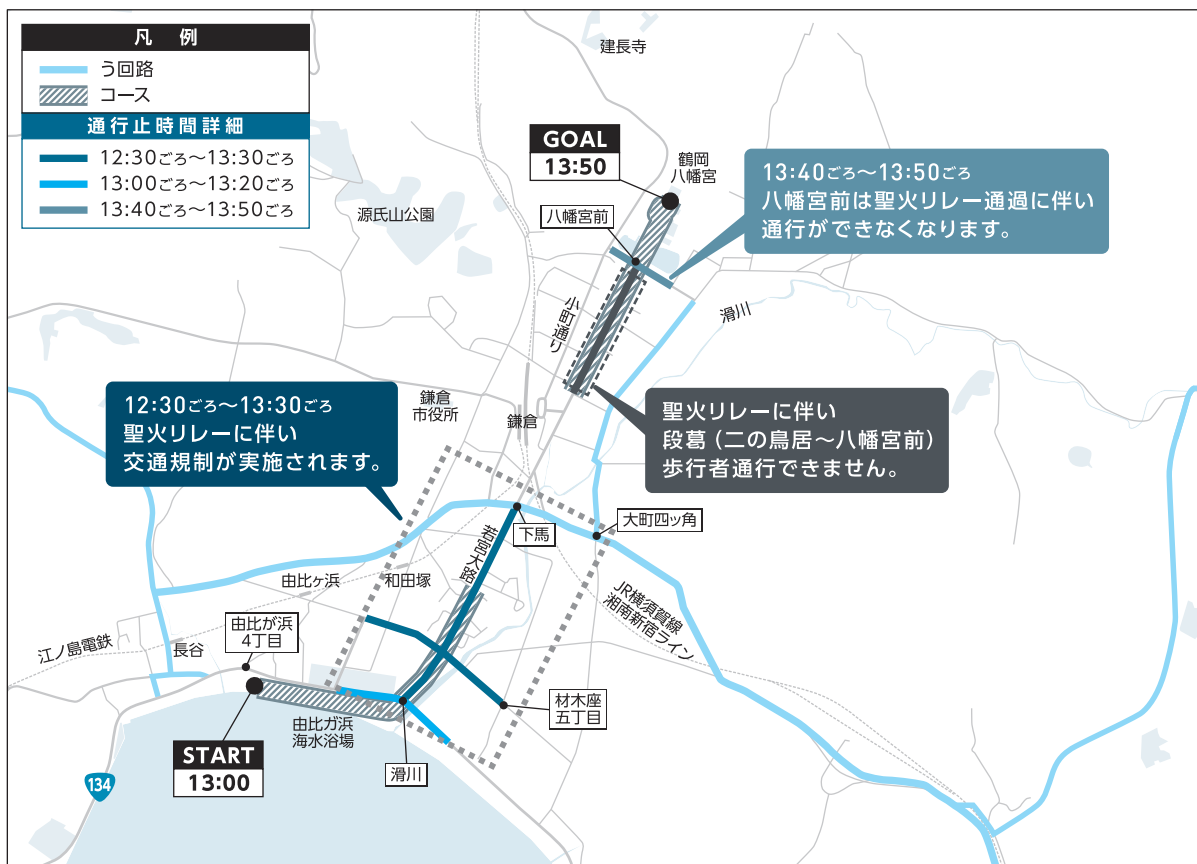 凡 例
う回路
コース
通行止時間詳細
12:30ごろ～13:30ごろ
13:00ごろ～13:20ごろ
13:40ごろ～13:50ごろ
建長寺
GOAL
13:50
鶴岡
八幡宮
八幡宮前
13:40ごろ～13:50ごろ
八幡宮前は聖火リレー通過に伴い
通行ができなくなります。
源氏山公園
小町通り
滑川
12:30ごろ～13:30ごろ
聖火リレーに伴い
交通規制が実施されます。
鎌倉
市役所
鎌倉
聖火リレーに伴い
段葛（二の鳥居～八幡宮前）
歩行者通行できません。
下馬
大町四ッ角
若宮大路
由比ヶ浜
和田塚
JR横須賀線
湘南新宿ライン
由比が浜
4丁目
江ノ島電鉄
長谷
材木座
五丁目
由比ガ浜
海水浴場
START
13:00
滑川
134